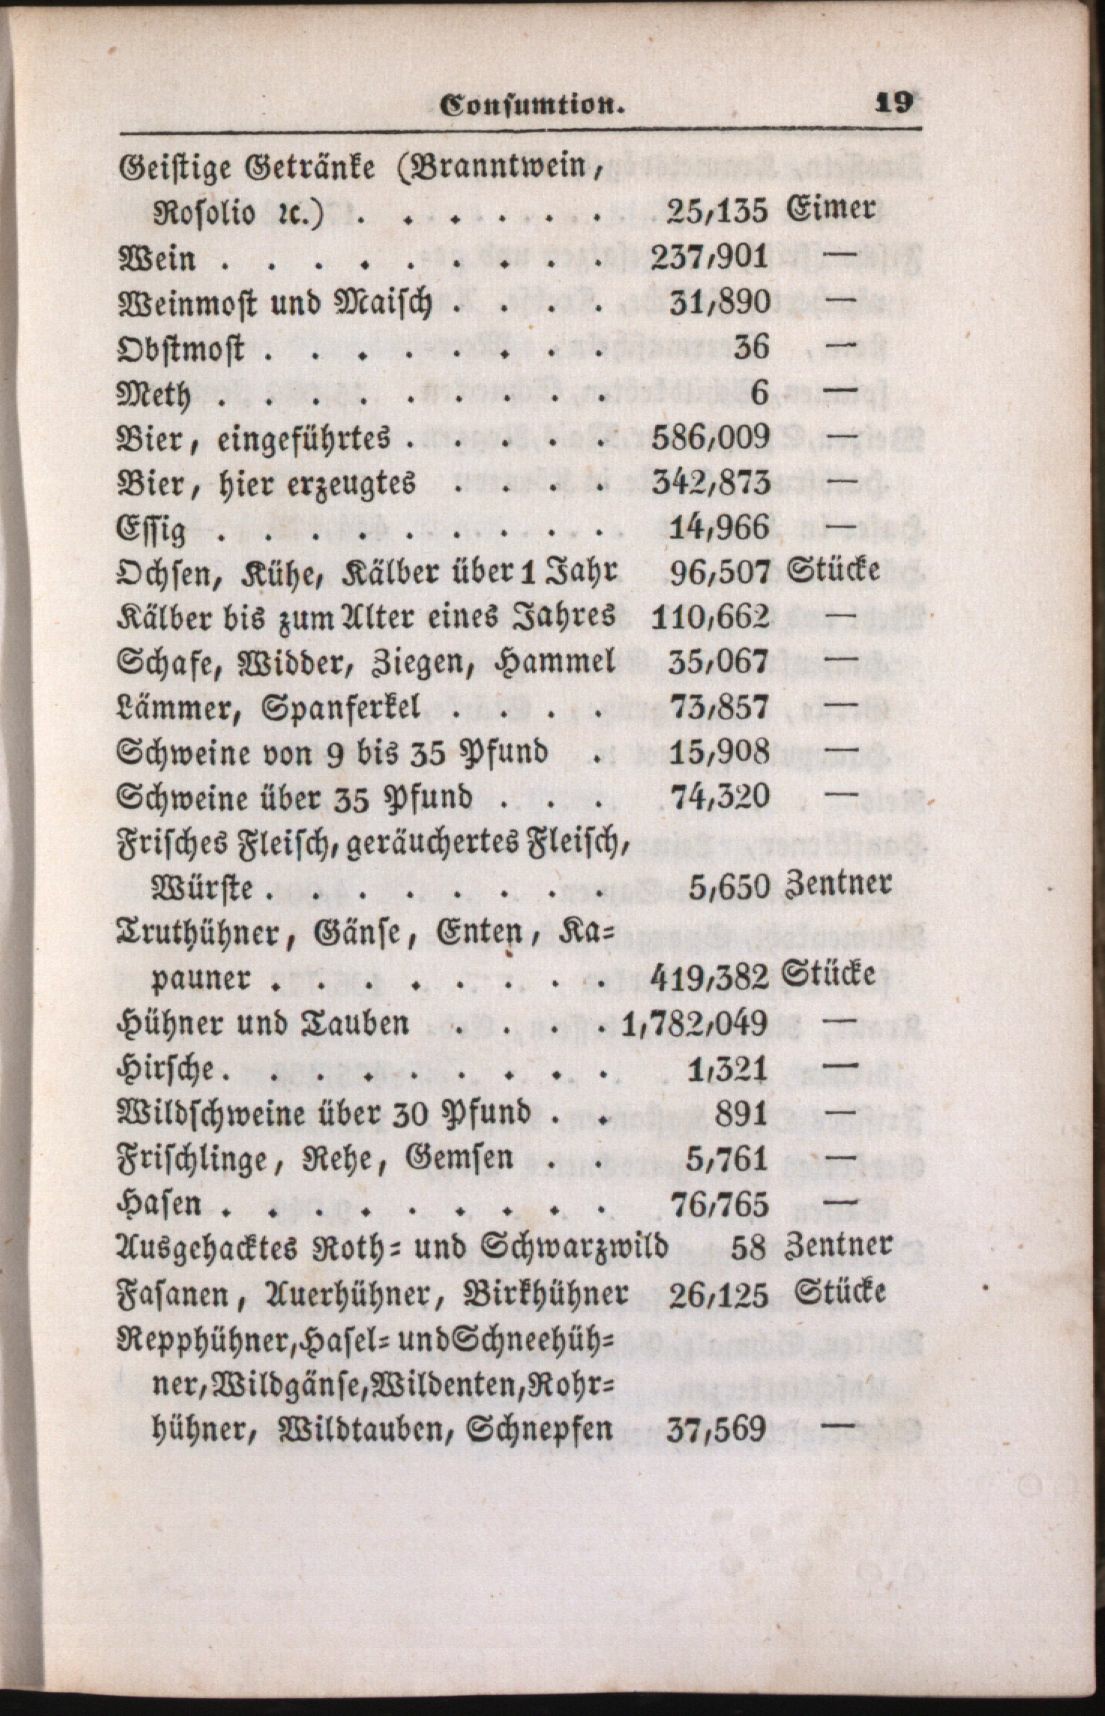 Consumtion. 19
Geistige Getränke (Branntwein,
Rosolio ꝛc.) . . . . . . 25,135 Eimer
Wein . . . . . . . . . 237,901 —
Weinmost und Maisch . . . . 31,890 —
Obstmost . . . . . . . . 36 —
Meth . . . . . . . . . 6 —
Bier, eingeführtes . . . . . 586,009 —
Bier, hier erzeugtes . . . . 342,873 —
Essig . . . . . . . . . 14,966 —
Ochsen, Kühe, Kälber über 1 Jahr 96,507 Stücke
Kälber bis zum Alter eines Jahres 110,662 —
Schafe, Widder, Ziegen, Hammel 35,067 —
Lämmer, Spanferkel . . . . 73,857 —
Schweine von 9 bis 35 Pfund . 15,908 —
Schweine über 35 Pfund . . . 74,320 —
Frisches Fleisch, geräuchertes Fleisch,
Würste . . . . . . . . 5,650 Zentner
Truthühner, Gänse, Enten, Ka-
pauner . . . . . . . . 419,382 Stücke
Hühner und Tauben . . . . 1,782,049 —
Hirsche . . . . . . . . . 1,321 —
Wildschweine über 30 Pfund . . 891 —
Frischlinge, Rehe, Gemsen . . 5,761 —
Hasen . . . . . . . . . 76,765 —
Ausgehacktes Roth- und Schwarzwild 58 Zentner
Fasanen, Auerhühner, Birkhühner 26,125 Stücke
Repphühner, Hasel- und Schneehüh-
ner, Wildgänse, Wildenten, Rohr-
hühner, Wildtauben, Schnepfen 37,569 —